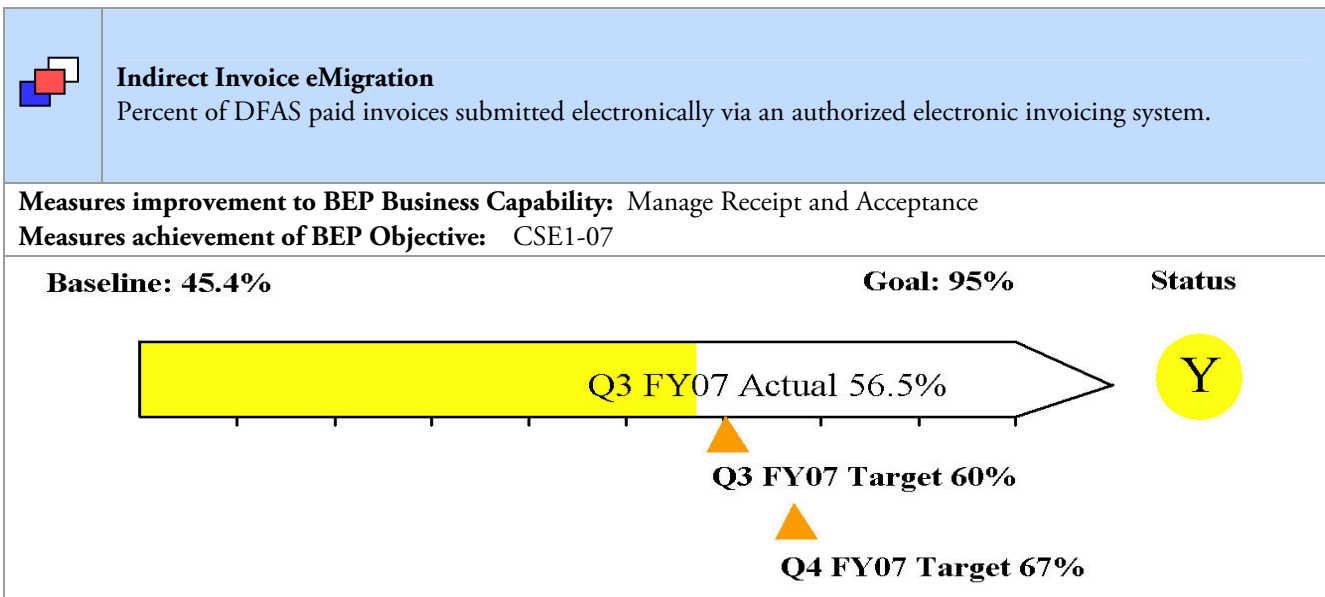 Indirect Invoice eMigration
Percent of DFAS paid invoices submitted electronically via an authorized electronic invoicing system.
Measures improvement to BEP Business Capability: Manage Receipt and Acceptance
Measures achievement of BEP Objective: CSE1-07
Baseline: 45.4% Goal: 95% Status
Q3 FY07 Actual 56.5% Y
Q3 FY07 Target 60%
Q4 FY07 Target 67%